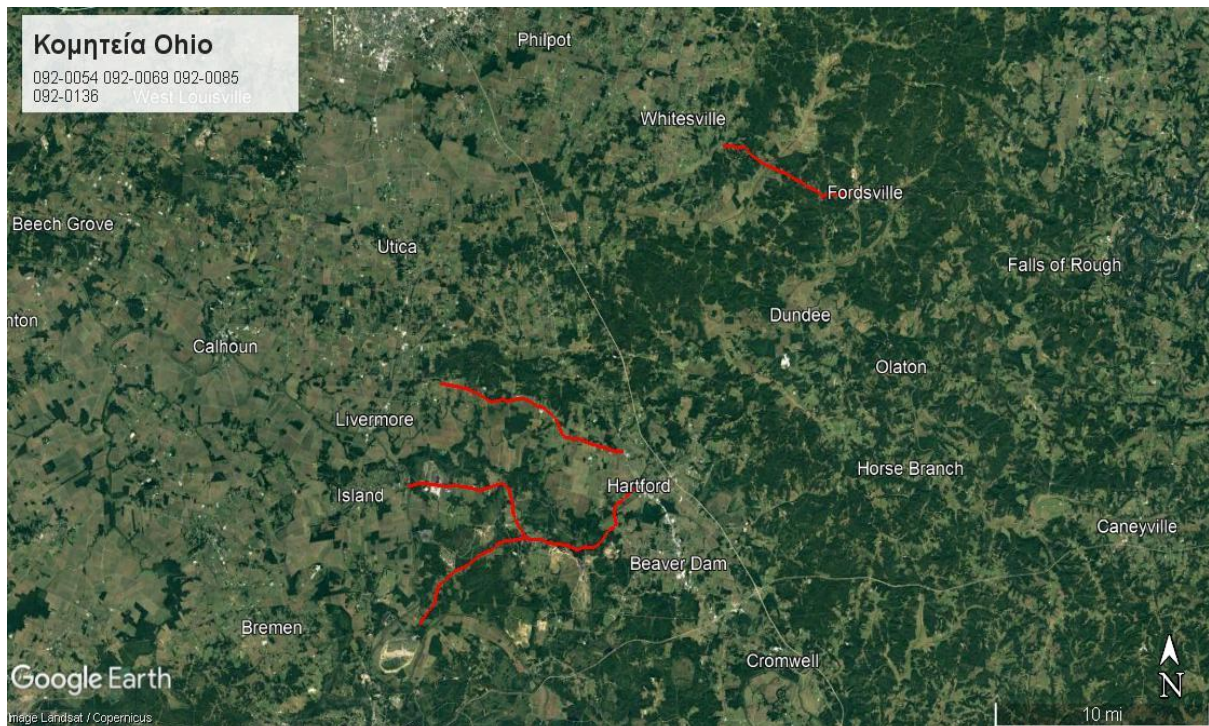 Κομητεία Ohio
092-0054 092-0069 092-0085
092-0136
West Louisville
Philpot
Whitesville
Fordsville
Beech Grove
Utica
Falls of Rough
Dundee
nton
Calhoun
Olaton
Livermore
Horse Branch
Island
Hartford
Caneyville
Beaver Dam
Bremen
Cromwell
Google Earth
N
10 mi
mage Landsat / Copernicus